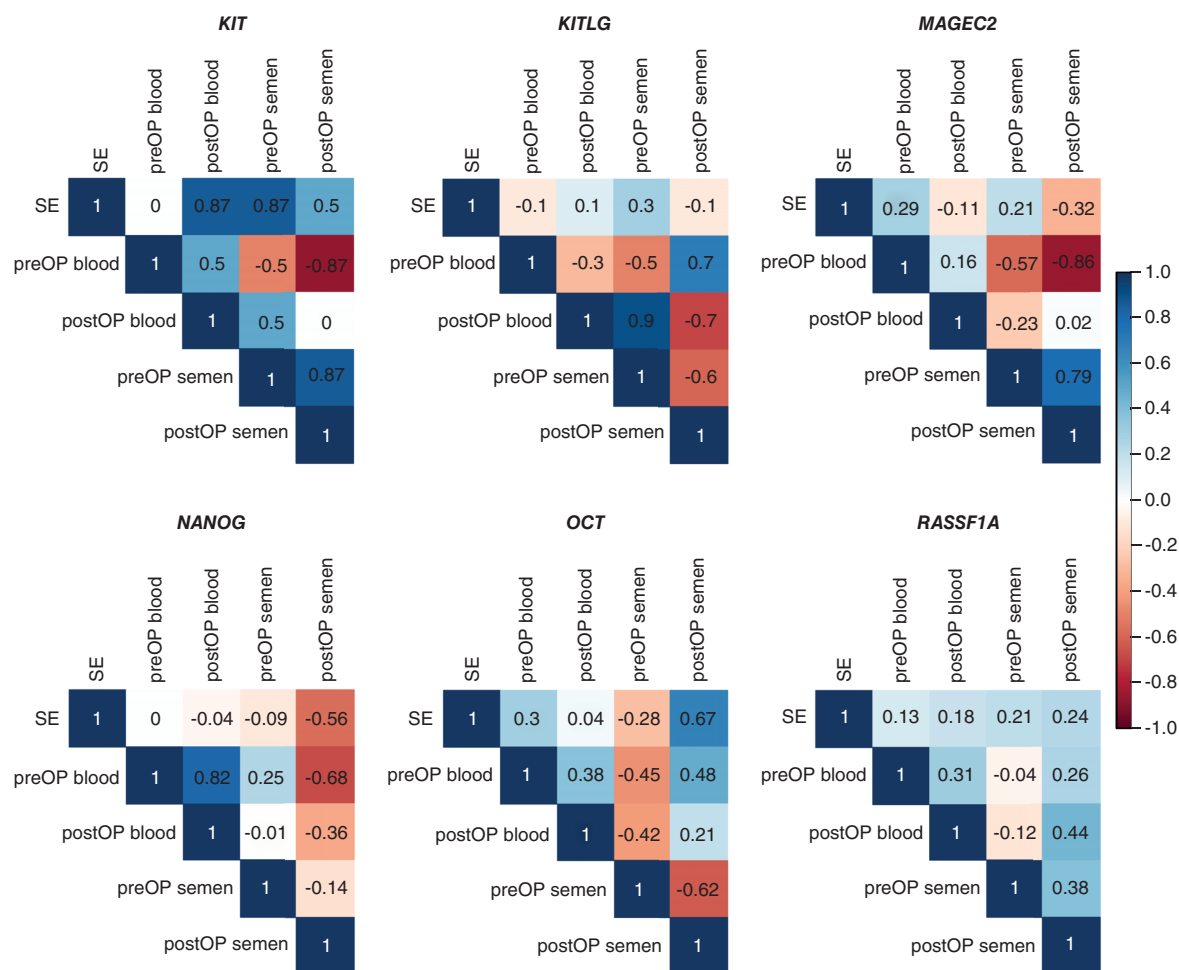 KIT KITLG MAGEC2
SE preOP blood postOP blood preOP semen postOP semen SE preOP blood postOP blood preOP semen postOP semen SE preOP blood postOP blood preOP semen postOP semen
SE 1 0 0.87 0.87 0.5 SE 1 -0.1 0.1 0.3 -0.1 SE 1 0.29 -0.11 0.21 -0.32
preOP blood 1 0.5 -0.5 -0.87 preOP blood 1 -0.3 -0.5 0.7 preOP blood 1 0.16 -0.57 -0.86
postOP blood 1 0.5 0 postOP blood 1 0.9 -0.7 postOP blood 1 -0.23 0.02
preOP semen 1 0.87 preOP semen 1 -0.6 preOP semen 1 0.79
postOP semen 1 postOP semen 1 postOP semen 1
1.0
0.8
0.6
0.4
0.2
0.0
-0.2
-0.4
-0.6
-0.8
-1.0
NANOG OCT RASSF1A
SE preOP blood postOP blood preOP semen postOP semen SE preOP blood postOP blood preOP semen postOP semen SE preOP blood postOP blood preOP semen postOP semen
SE 1 0 -0.04 -0.09 -0.56 SE 1 0.3 0.04 -0.28 0.67 SE 1 0.13 0.18 0.21 0.24
preOP blood 1 0.82 0.25 -0.68 preOP blood 1 0.38 -0.45 0.48 preOP blood 1 0.31 -0.04 0.26
postOP blood 1 -0.01 -0.36 postOP blood 1 -0.42 0.21 postOP blood 1 -0.12 0.44
preOP semen 1 -0.14 preOP semen 1 -0.62 preOP semen 1 0.38
postOP semen 1 postOP semen 1 postOP semen 1